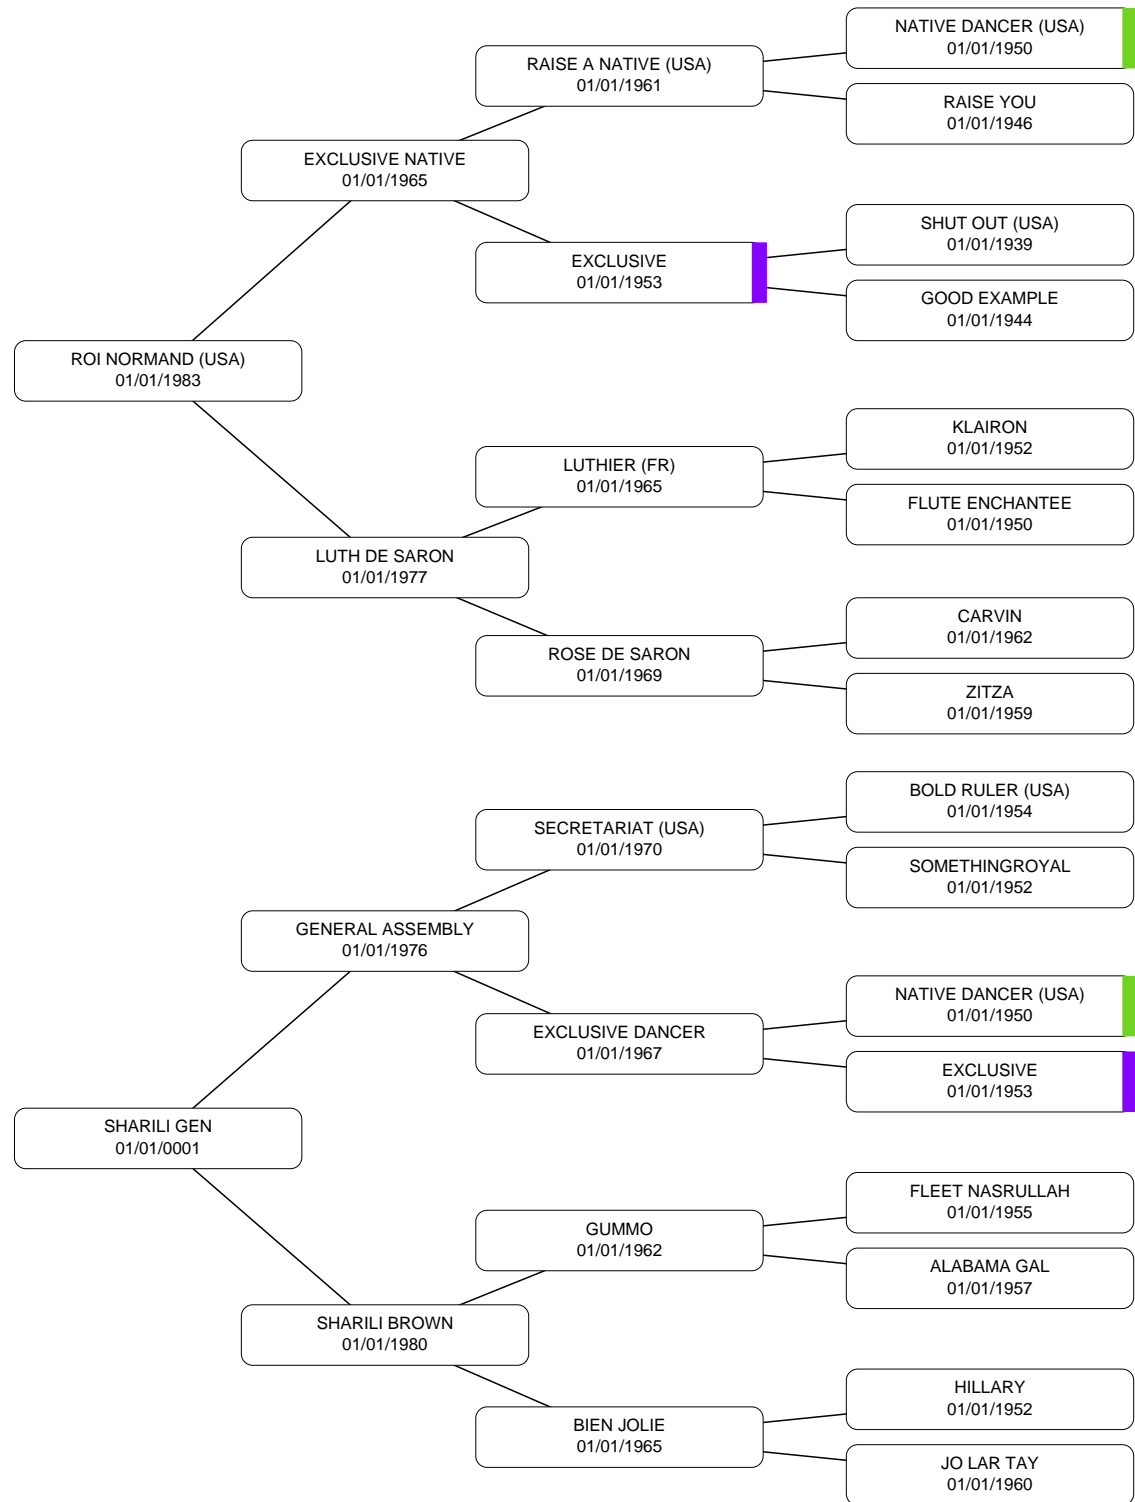 NATIVE DANCER (USA)
01/01/1950
RAISE A NATIVE (USA)
01/01/1961
RAISE YOU
01/01/1946
EXCLUSIVE NATIVE
01/01/1965
SHUT OUT (USA)
01/01/1939
EXCLUSIVE
01/01/1953
GOOD EXAMPLE
01/01/1944
ROI NORMAND (USA)
01/01/1983
KLAIRON
01/01/1952
LUTHIER (FR)
01/01/1965
FLUTE ENCHANTEE
01/01/1950
LUTH DE SARON
01/01/1977
CARVIN
01/01/1962
ROSE DE SARON
01/01/1969
ZITZA
01/01/1959
BOLD RULER (USA)
01/01/1954
SECRETARIAT (USA)
01/01/1970
SOMETHINGROYAL
01/01/1952
GENERAL ASSEMBLY
01/01/1976
NATIVE DANCER (USA)
01/01/1950
EXCLUSIVE DANCER
01/01/1967
EXCLUSIVE
01/01/1953
SHARILI GEN
01/01/0001
FLEET NASRULLAH
01/01/1955
GUMMO
01/01/1962
ALABAMA GAL
01/01/1957
SHARILI BROWN
01/01/1980
HILLARY
01/01/1952
BIEN JOLIE
01/01/1965
JO LAR TAY
01/01/1960